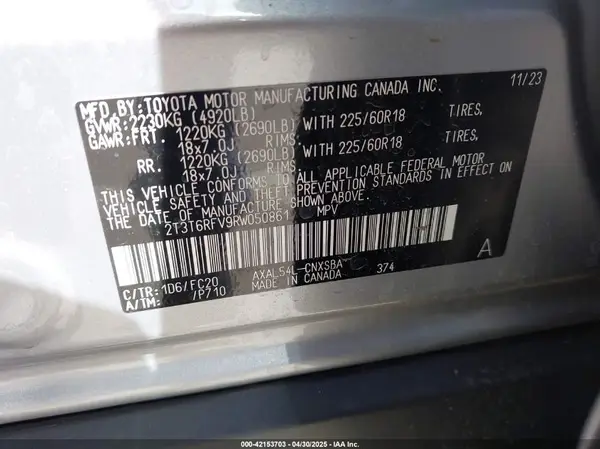 MFD.BY:TOYOTA MOTOR MANUFACTURING CANADA INC. 11/23
GVWR:2230KG (4920LB)
GAWR:FRT. 1220KG (2690LB) WITH 225/60R18 TIRES,
18x7.0J RIMS,
RR. 1220KG (2690LB) WITH 225/60R18 TIRES,
18x7.0J RIMS,
THIS VEHICLE CONFORMS TO ALL APPLICABLE FEDERAL MOTOR
VEHICLE SAFETY AND THEFT PREVENTION STANDARDS IN EFFECT ON
THE DATE OF MANUFACTURE SHOWN ABOVE.
2T3T6RFV9RW050861 MPV
C/TR:1D6/FC20 AXAL54L-CNXSBA 374 A
A/TM: /P710 MADE IN CANADA
000-42153703 - 04/30/2025 - IAA Inc.